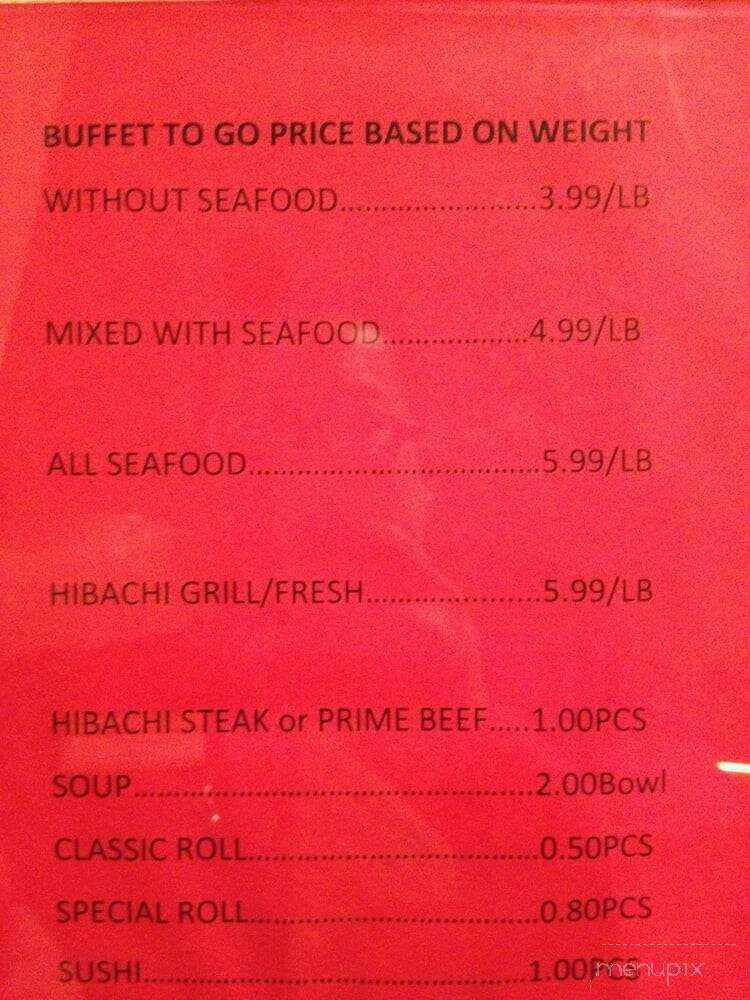 BUFFET TO GO PRICE BASED ON WEIGHT
WITHOUT SEAFOOD........................3.99/LB
MIXED WITH SEAFOOD..................4.99/LB
ALL SEAFOOD....................................5.99/LB
HIBACHI GRILL/FRESH......................5.99/LB
HIBACHI STEAK or PRIME BEEF.....1.00PCS
SOUP.................................................2.00Bowl
CLASSIC ROLL...................................0.50PCS
SPECIAL ROLL...................................0.80PCS
SUSHI...............................................1.00PCS
menupix